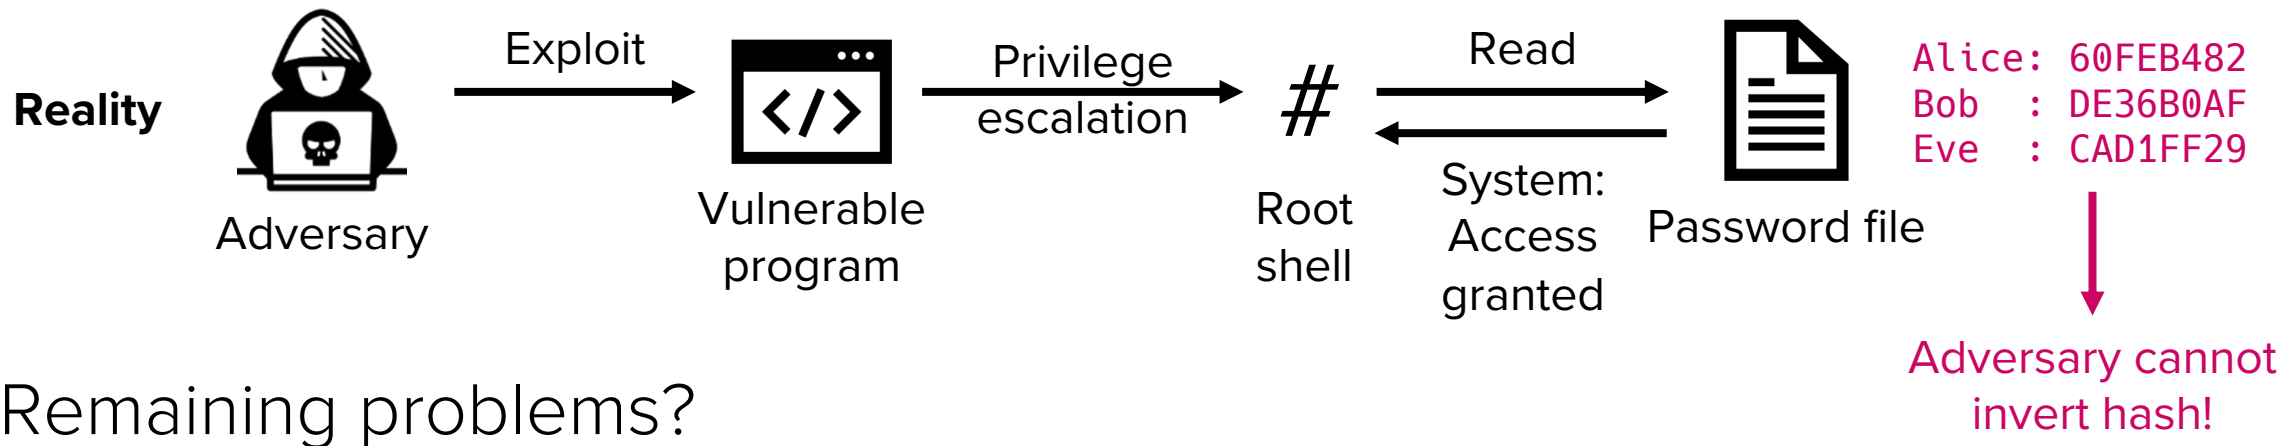 Reality
Adversary
Exploit
</>
Vulnerable
program
Privilege
escalation
#
Root
shell
Read
System:
Access
granted
Password file
Alice: 60FEB482
Bob  : DE36B0AF
Eve  : CAD1FF29
Adversary cannot
invert hash!
Remaining problems?